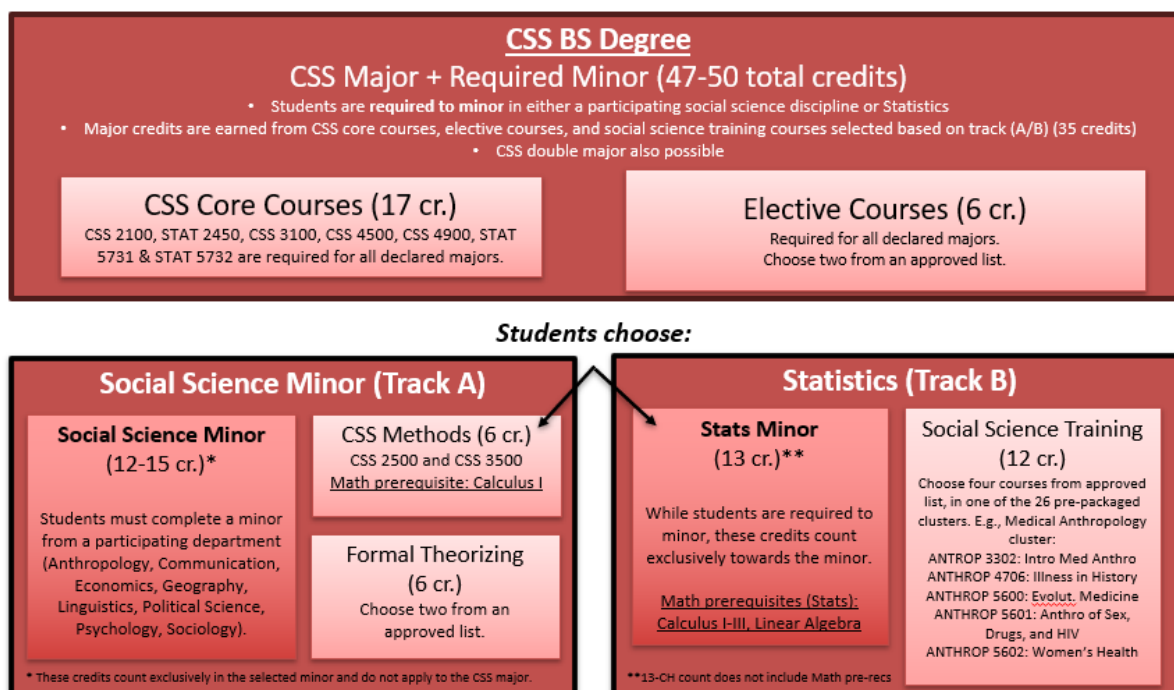 CSS BS Degree
CSS Major + Required Minor (47-50 total credits)
• Students are required to minor in either a participating social science discipline or Statistics
• Major credits are earned from CSS core courses, elective courses, and social science training courses selected based on track (A/B) (35 credits)
• CSS double major also possible
CSS Core Courses (17 cr.)
CSS 2100, STAT 2450, CSS 3100, CSS 4500, CSS 4900, STAT
5731 & STAT 5732 are required for all declared majors.
Elective Courses (6 cr.)
Required for all declared majors.
Choose two from an approved list.
Students choose:
Social Science Minor (Track A)
Social Science Minor
(12-15 cr.)*
Students must complete a minor
from a participating department
(Anthropology, Communication,
Economics, Geography,
Linguistics, Political Science,
Psychology, Sociology).
CSS Methods (6 cr.)
CSS 2500 and CSS 3500
Math prerequisite: Calculus I
Formal Theorizing
(6 cr.)
Choose two from an
approved list.
* These credits count exclusively in the selected minor and do not apply to the CSS major.
Statistics (Track B)
Stats Minor
(13 cr.)**
While students are required to
minor, these credits count
exclusively towards the minor.
Math prerequisites (Stats):
Calculus I-III, Linear Algebra
Social Science Training
(12 cr.)
Choose four courses from approved
list, in one of the 26 pre-packaged
clusters. E.g., Medical Anthropology
cluster:
ANTROP 3302: Intro Med Anthro
ANTHROP 4706: Illness in History
ANTHROP 5600: Evolut. Medicine
ANTHROP 5601: Anthro of Sex,
Drugs, and HIV
ANTHROP 5602: Women's Health
**13-CH count does not include Math pre-recs